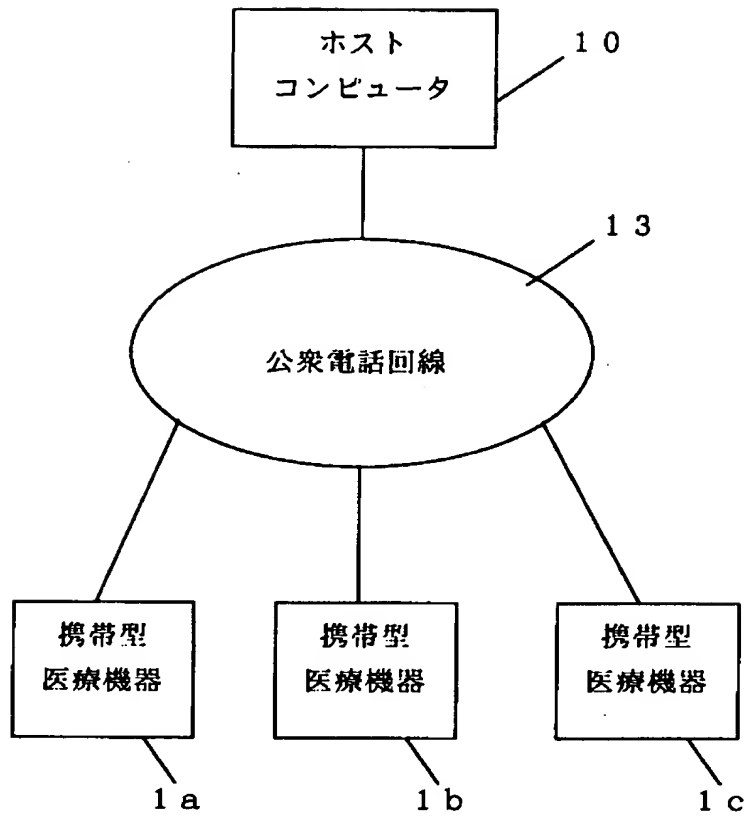 ホスト
コンピュータ
１０
１３
公衆電話回線
携帯型
医療機器
携帯型
医療機器
携帯型
医療機器
１ａ
１ｂ
１ｃ